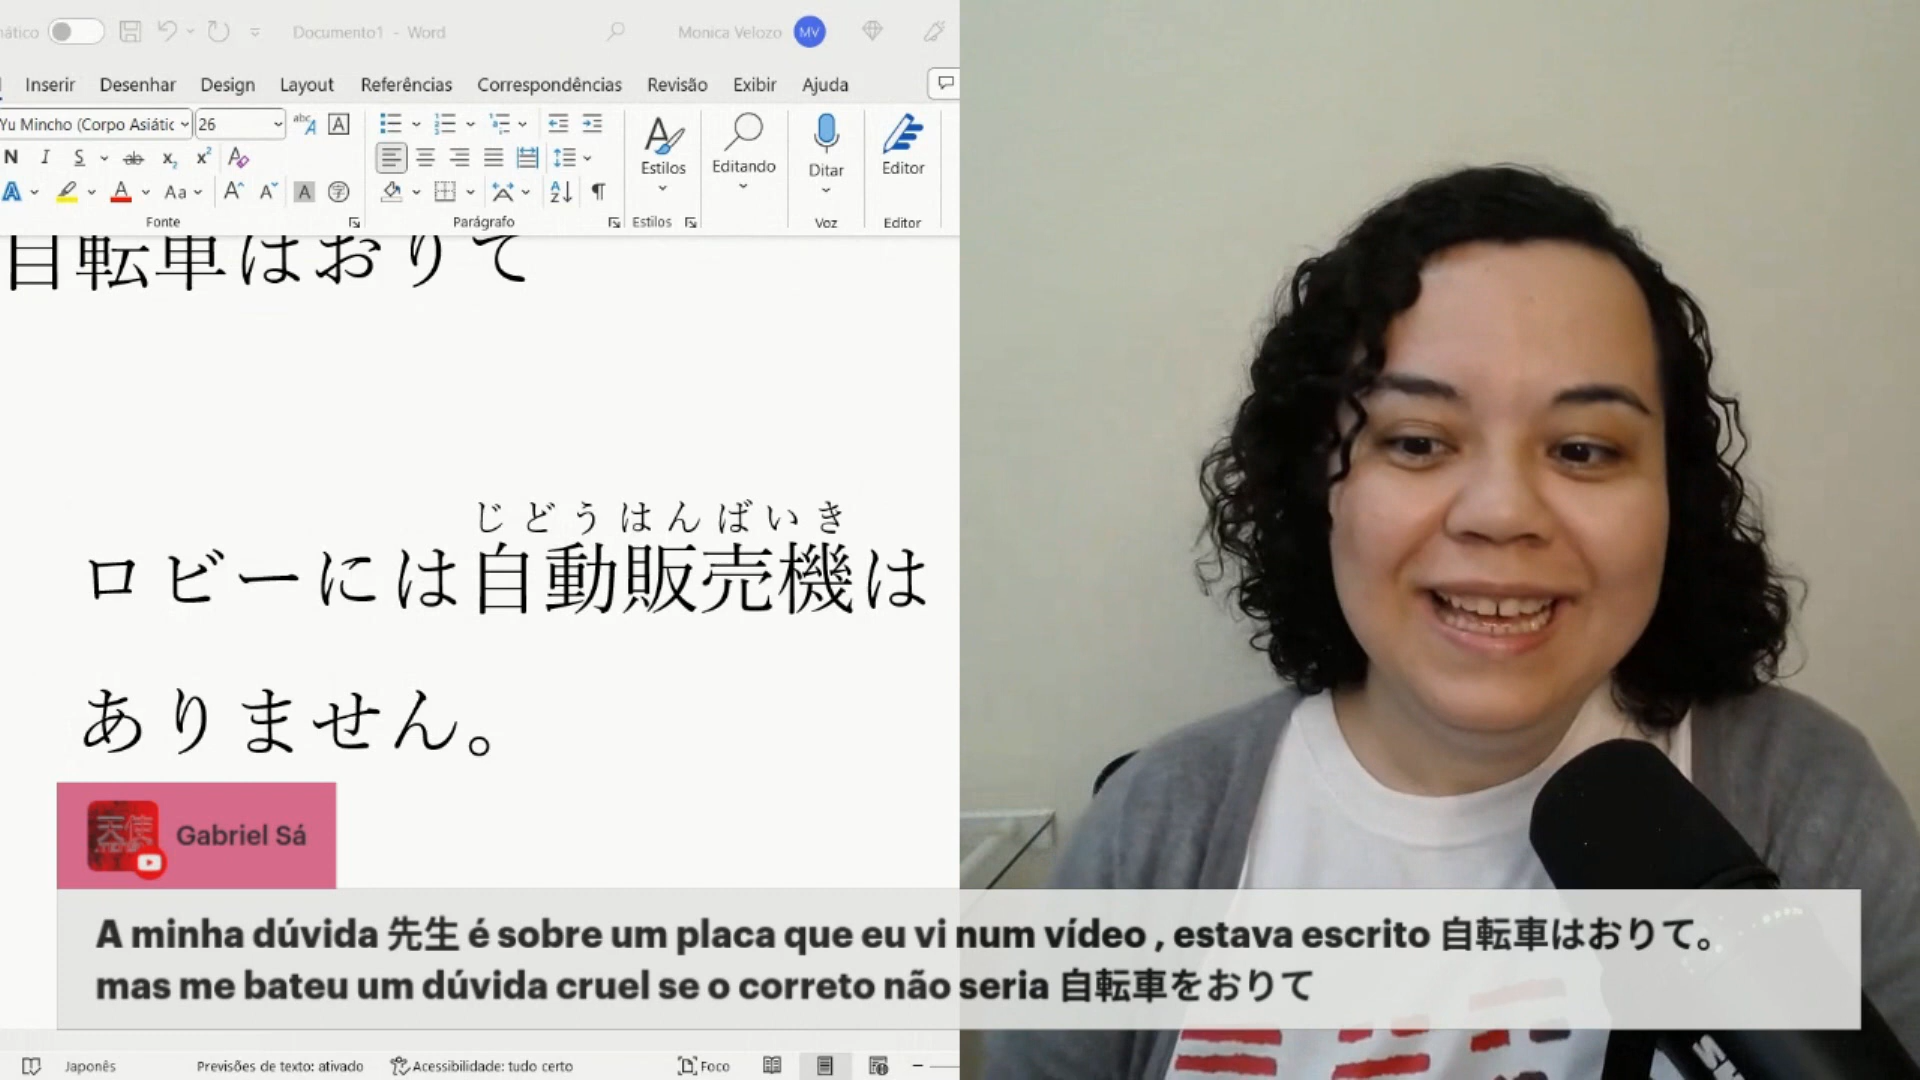 ático
Documento1 - Word
Monica Velozo
MV
Inserir Desenhar Design Layout Referências Correspondências Revisão Exibir Ajuda
Yu Mincho (Corpo Asiátic
26
Estilos
Editando
Ditar
Editor
Fonte
Parágrafo
Estilos
Voz
Editor
自転車はおりて
じどうはんばいき
ロビーには自動販売機は
ありません。
Gabriel Sá
A minha dúvida 先生 é sobre um placa que eu vi num vídeo , estava escrito 自転車はおりて。
mas me bateu um dúvida cruel se o correto não seria 自転車をおりて
Japonês
Previsões de texto: ativado
Acessibilidade: tudo certo
Foco